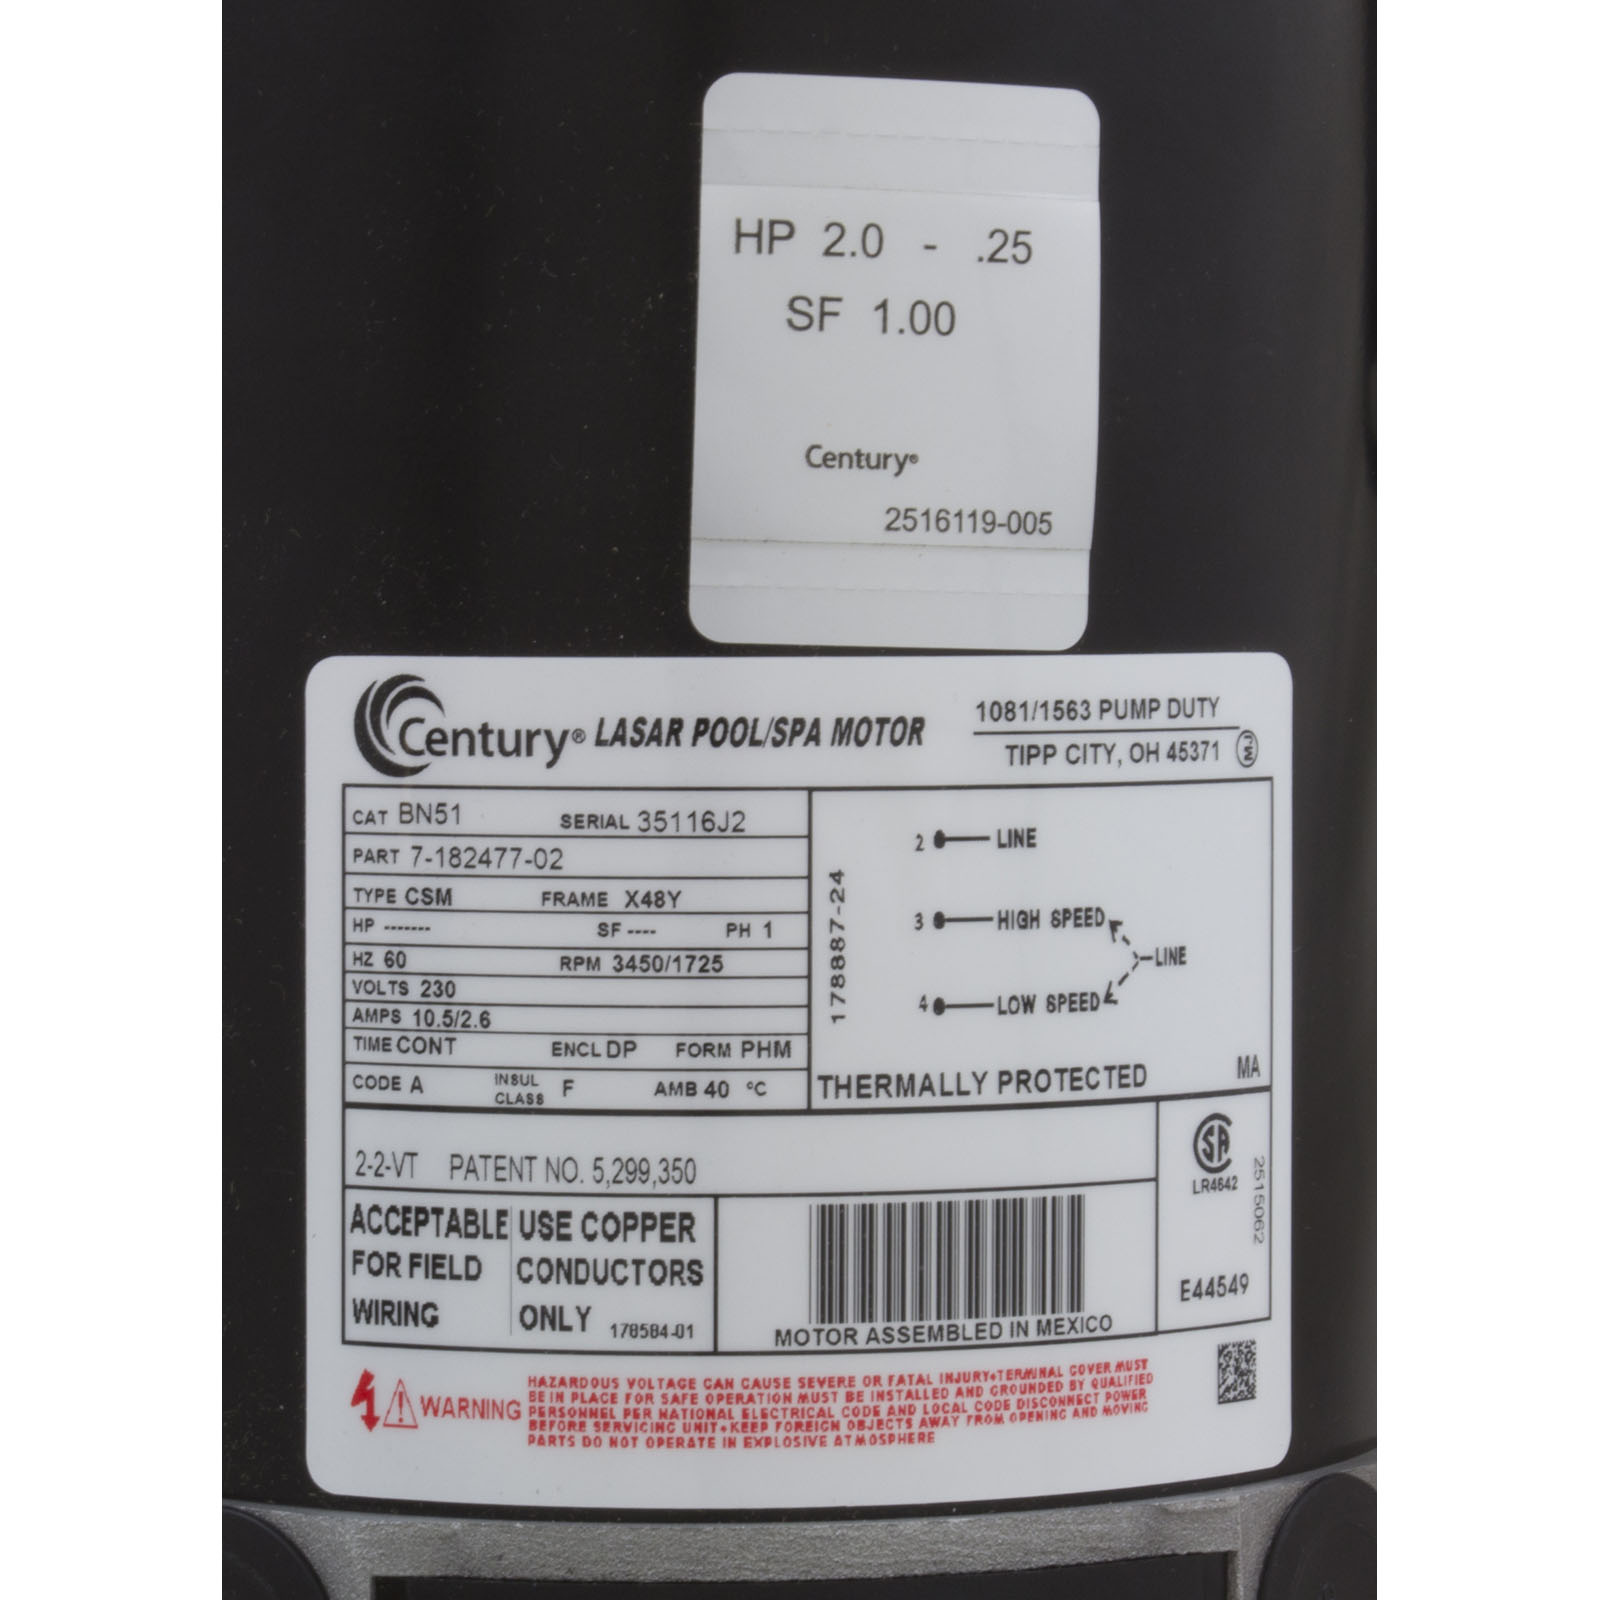 HP 2.0 - .25
SF 1.00
Century®
2516119-005
Century® LASAR POOL/SPA MOTOR
1081/1563 PUMP DUTY
TIPP CITY, OH 45371
CAT BN51 SERIAL 35116J2
PART 7-182477-02
TYPE CSM FRAME X48Y
HP ------- SF ---- PH 1
HZ 60 RPM 3450/1725
VOLTS 230
AMPS 10.5/2.6
TIME CONT ENCL DP FORM PHM
CODE A INSUL CLASS F AMB 40 °C
178887-24
2 LINE
3 HIGH SPEED
LINE
4 LOW SPEED
THERMALLY PROTECTED
MA
2-2-VT PATENT NO. 5,299,350
ACCEPTABLE
FOR FIELD
WIRING
USE COPPER
CONDUCTORS
ONLY 178584-01
MOTOR ASSEMBLED IN MEXICO
SA
LR4642
2515062
E44549
WARNING
HAZARDOUS VOLTAGE CAN CAUSE SEVERE OR FATAL INJURY•TERMINAL COVER MUST
BE IN PLACE FOR SAFE OPERATION MUST BE INSTALLED AND GROUNDED BY QUALIFIED
PERSONNEL PER NATIONAL ELECTRICAL CODE AND LOCAL CODE DISCONNECT POWER
BEFORE SERVICING UNIT•KEEP FOREIGN OBJECTS AWAY FROM OPENING AND MOVING
PARTS DO NOT OPERATE IN EXPLOSIVE ATMOSPHERE